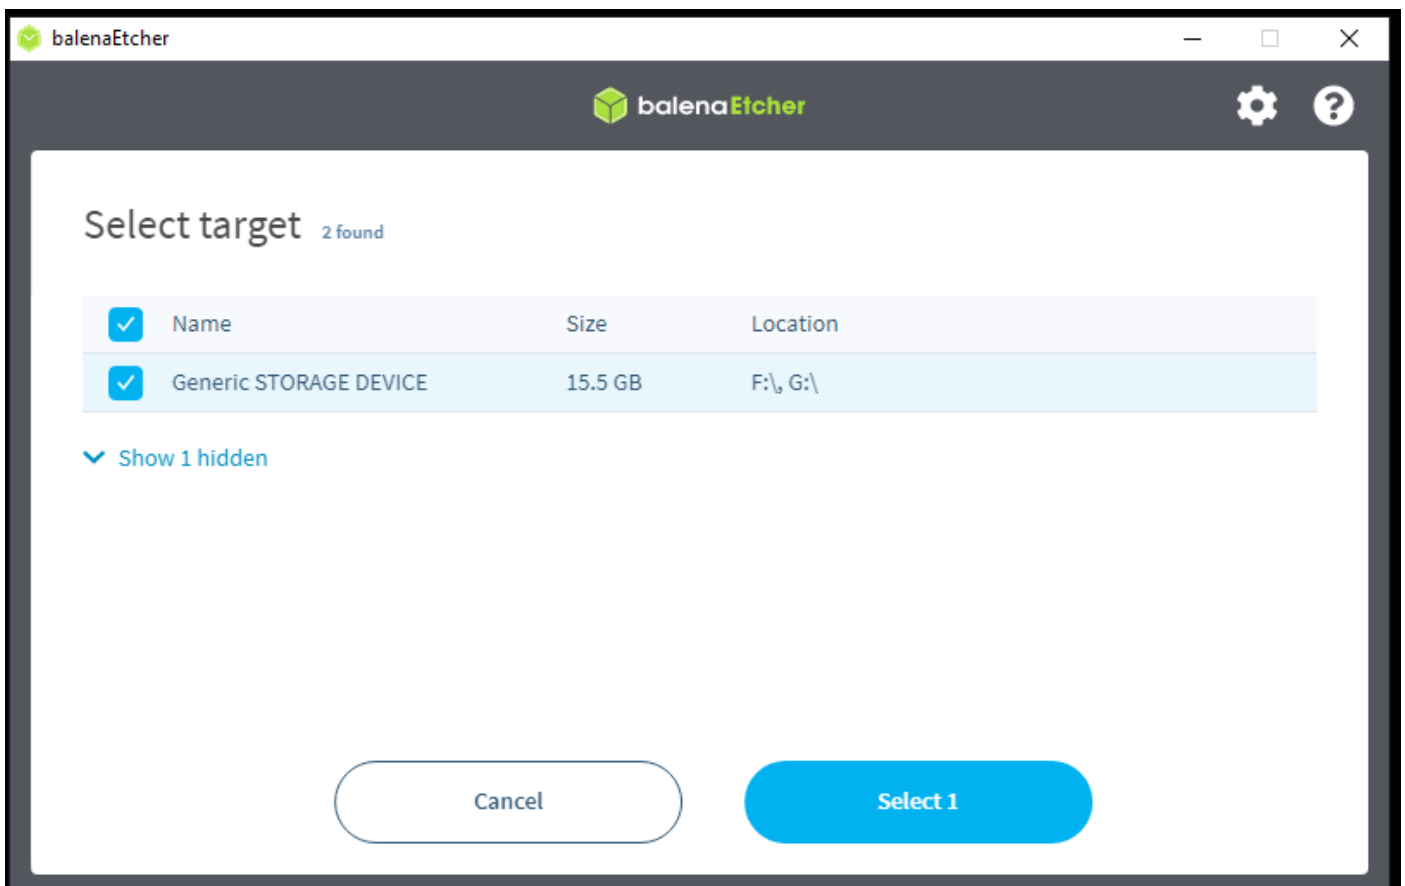 balenaEtcher
balenaEtcher
Select target 2 found
Name Size Location
Generic STORAGE DEVICE 15.5 GB F:\, G:\
Show 1 hidden
Cancel Select 1